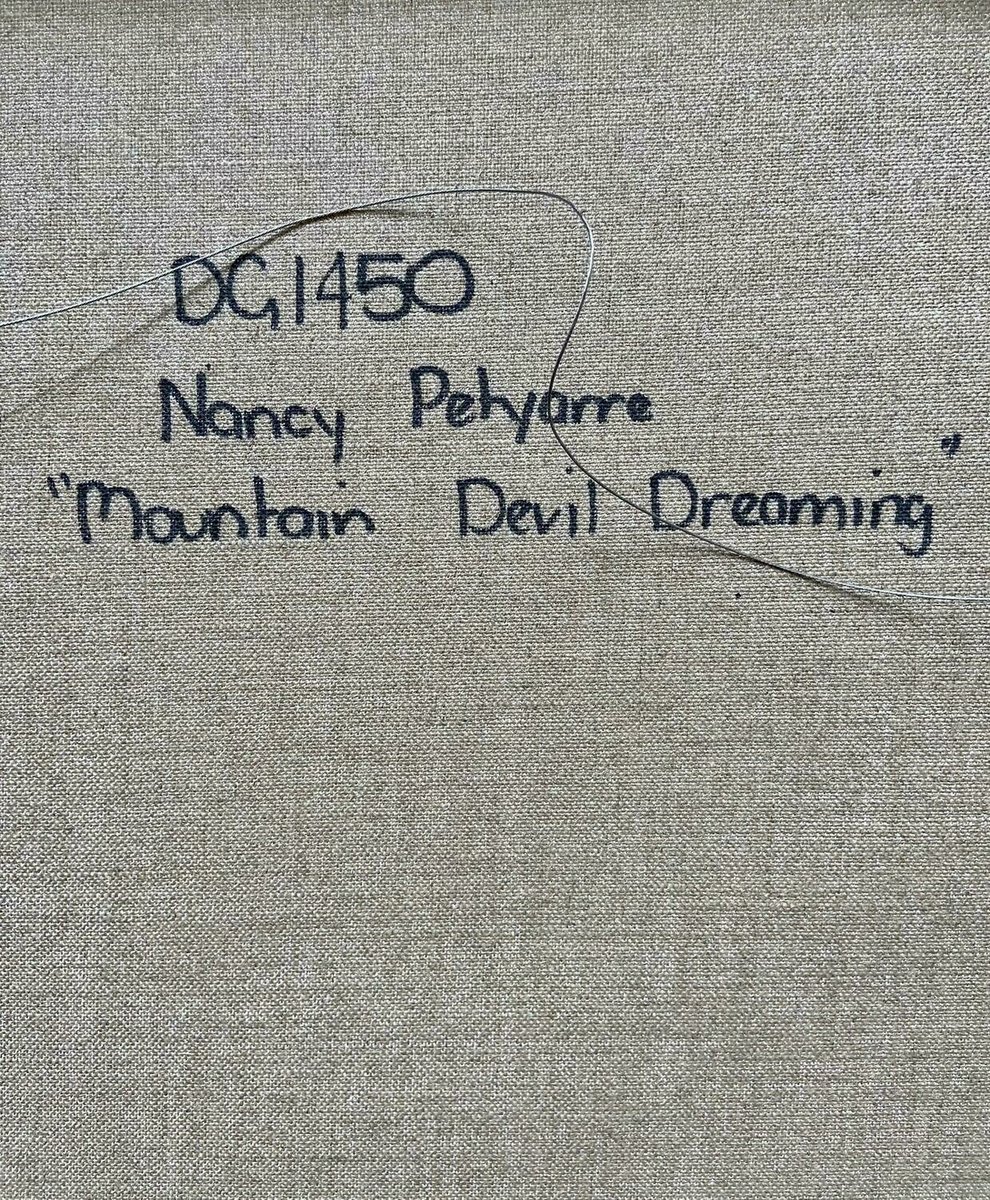 DG1450
Nancy Petyarre
"Mountain Devil Dreaming"